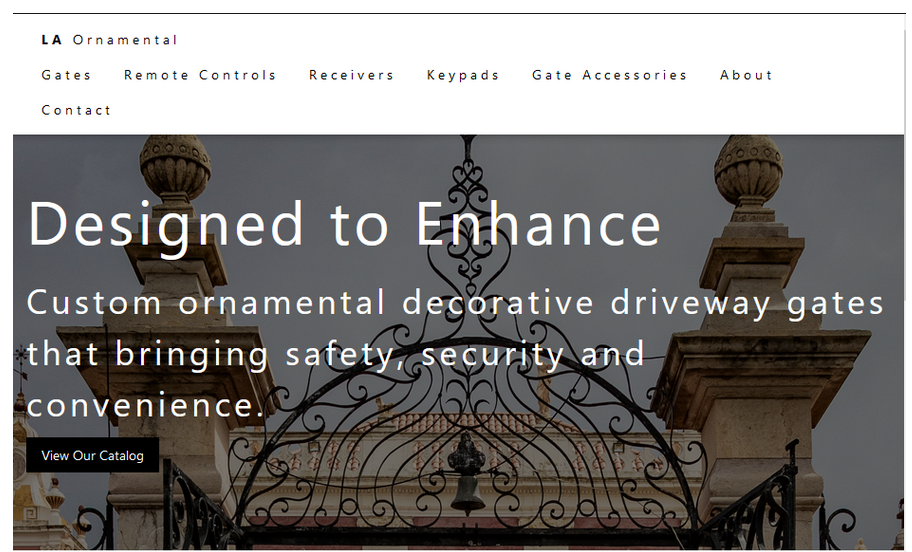 LA Ornamental
Gates Remote Controls Receivers Keypads Gate Accessories About
Contact
Designed to Enhance
Custom ornamental decorative driveway gates
that bringing safety, security and
convenience.
View Our Catalog